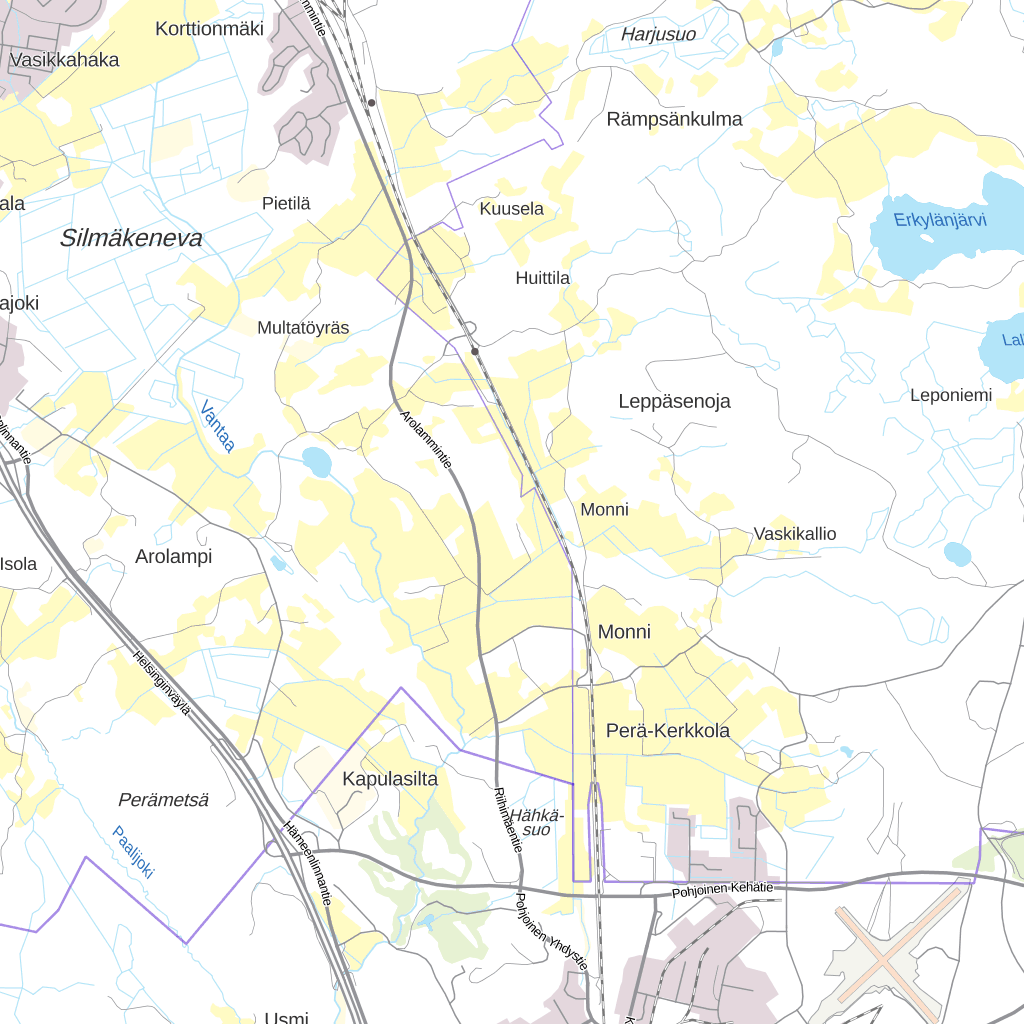 Korttionmäki
Harjusuo
Vasikkahaka
Rämpsänkulma
ala
Pietilä
Kuusela
Erkylänjärvi
Silmäkeneva
Huittila
ajoki
Multatöyräs
Leppäsenoja
Leponiemi
Vantaa
Arolammintie
Monni
Vaskikallio
Arolampi
Isola
Monni
Helsinginväylä
Perä-Kerkkola
Kapulasilta
Perämetsä
Riihimäentie
Hähkä-
suo
Paalijoki
Hämeenlinnantie
Pohjoinen Kehätie
Pohjoinen Yhdystie
Usmi